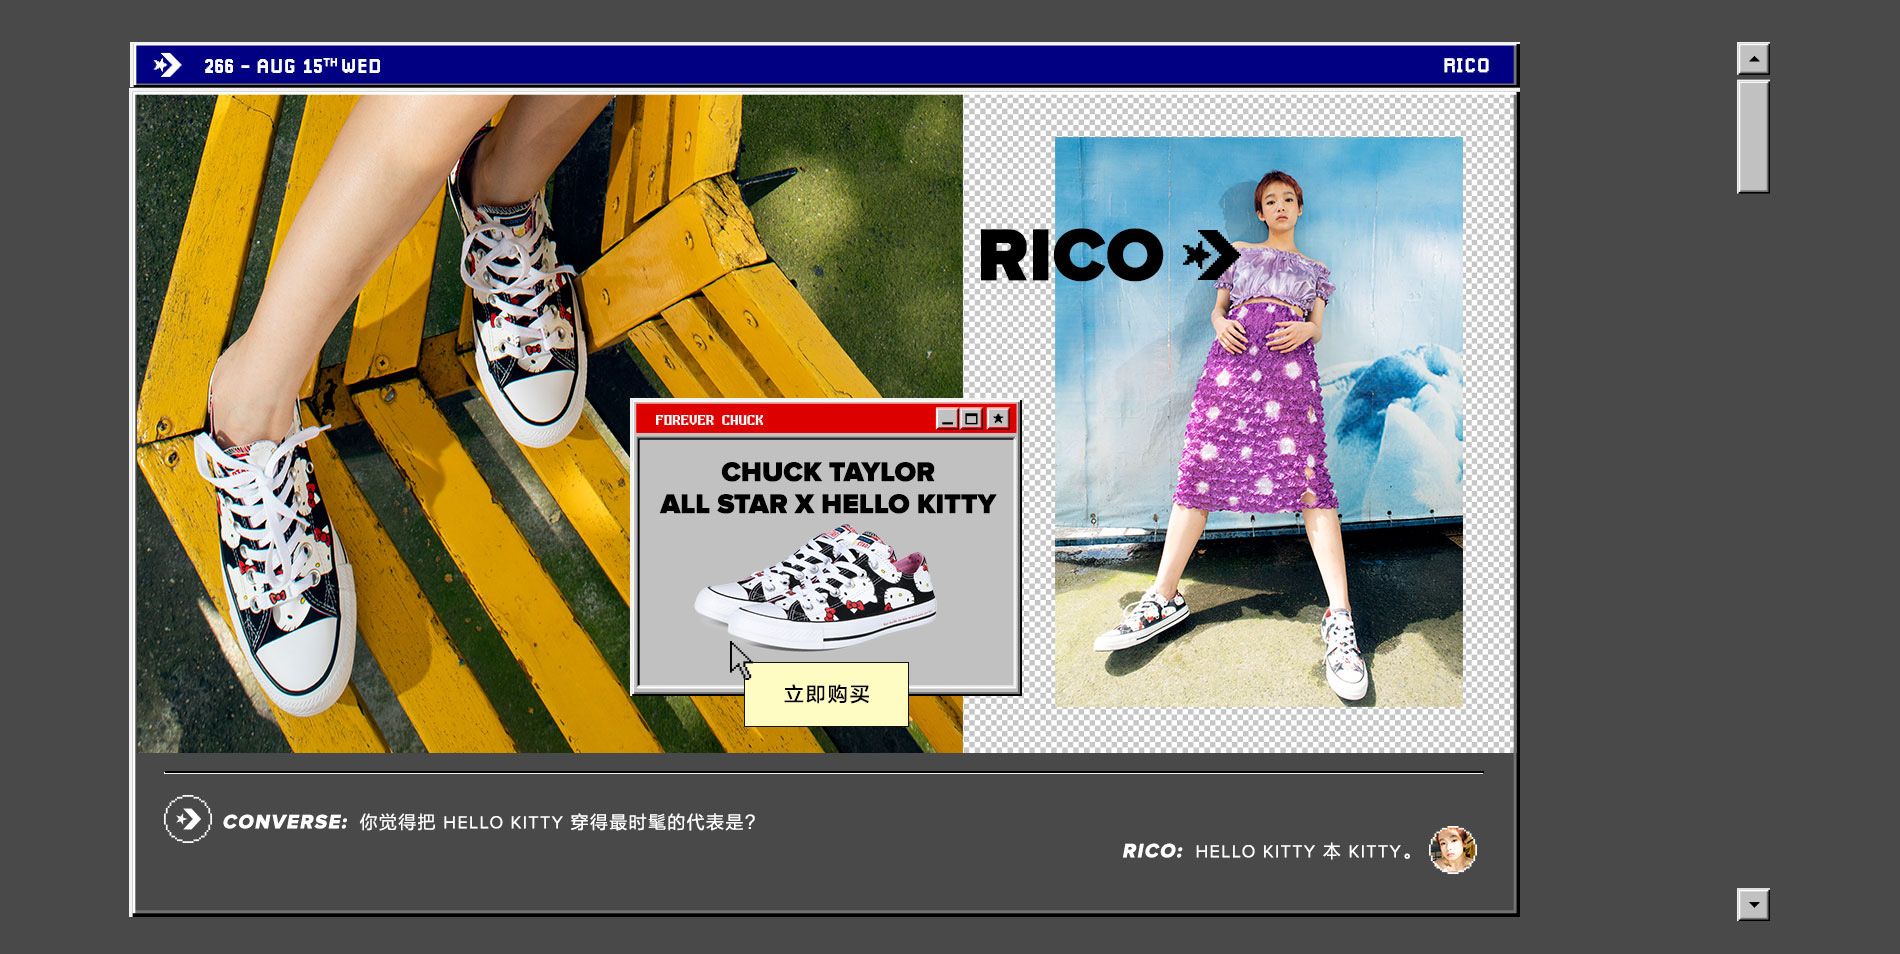 266 - AUG 15TH WED
RICO
RICO
FOREVER CHUCK
CHUCK TAYLOR
ALL STAR X HELLO KITTY
立即购买
CONVERSE: 你觉得把 HELLO KITTY 穿得最时髦的代表是?
RICO: HELLO KITTY 本 KITTY。